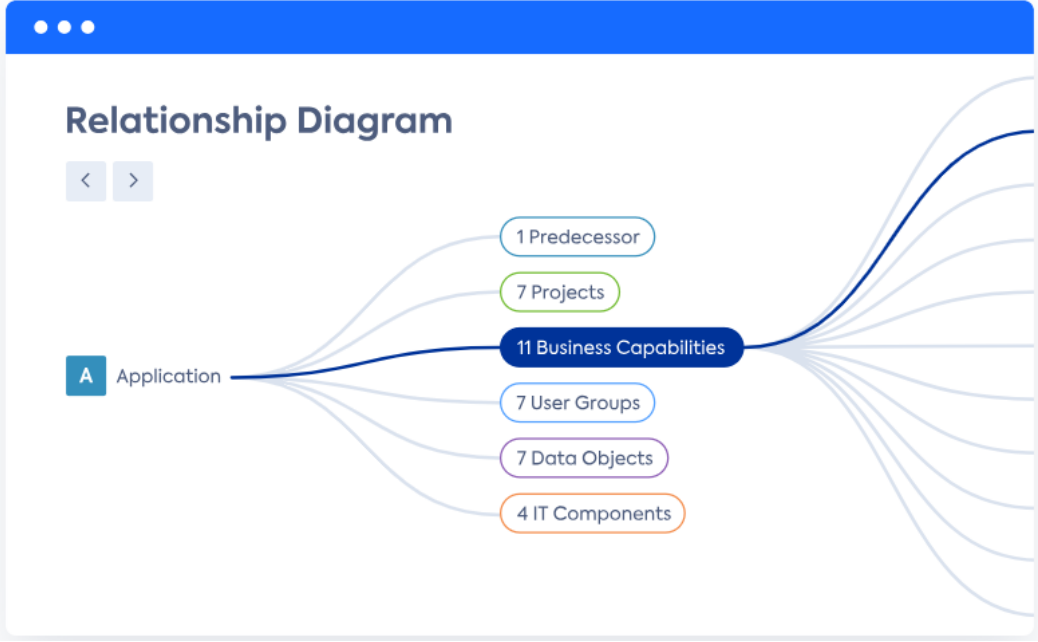 Relationship Diagram
1 Predecessor
7 Projects
11 Business Capabilities
A Application
7 User Groups
7 Data Objects
4 IT Components